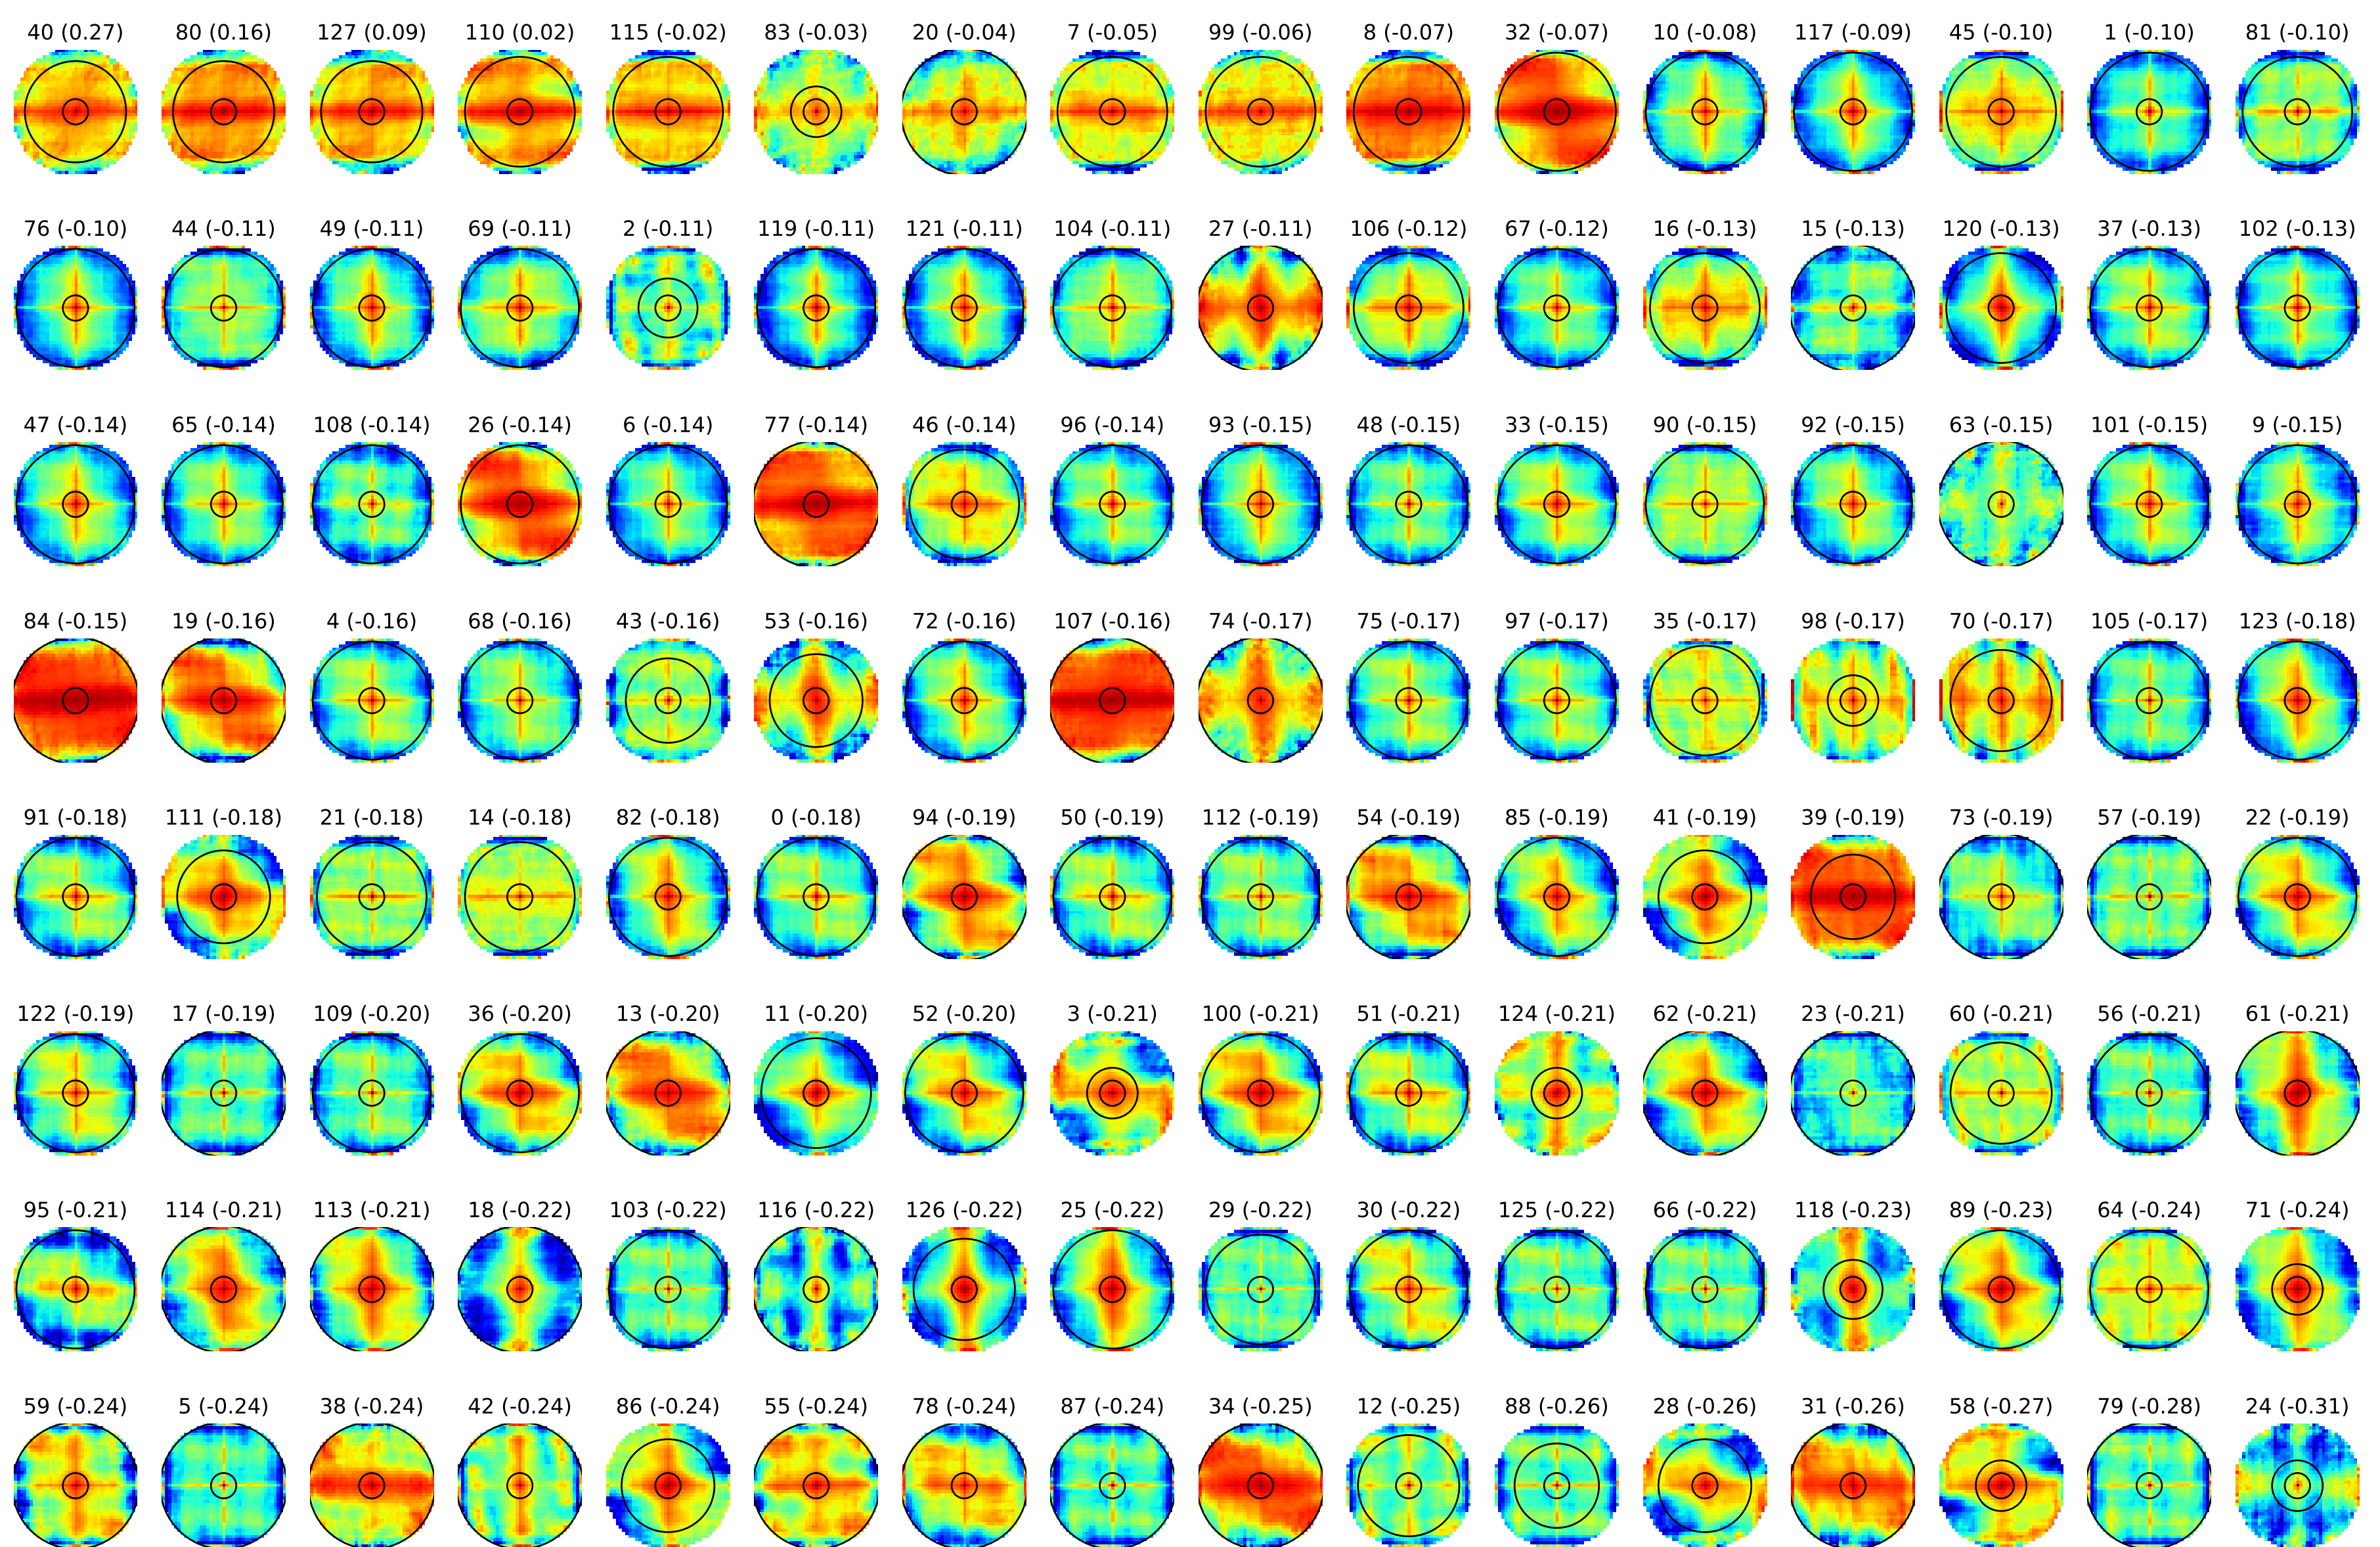 40 (0.27) 80 (0.16) 127 (0.09) 110 (0.02) 115 (-0.02) 83 (-0.03) 20 (-0.04) 7 (-0.05) 99 (-0.06) 8 (-0.07) 32 (-0.07) 10 (-0.08) 117 (-0.09) 45 (-0.10) 1 (-0.10) 81 (-0.10)
76 (-0.10) 44 (-0.11) 49 (-0.11) 69 (-0.11) 2 (-0.11) 119 (-0.11) 121 (-0.11) 104 (-0.11) 27 (-0.11) 106 (-0.12) 67 (-0.12) 16 (-0.13) 15 (-0.13) 120 (-0.13) 37 (-0.13) 102 (-0.13)
47 (-0.14) 65 (-0.14) 108 (-0.14) 26 (-0.14) 6 (-0.14) 77 (-0.14) 46 (-0.14) 96 (-0.14) 93 (-0.15) 48 (-0.15) 33 (-0.15) 90 (-0.15) 92 (-0.15) 63 (-0.15) 101 (-0.15) 9 (-0.15)
84 (-0.15) 19 (-0.16) 4 (-0.16) 68 (-0.16) 43 (-0.16) 53 (-0.16) 72 (-0.16) 107 (-0.16) 74 (-0.17) 75 (-0.17) 97 (-0.17) 35 (-0.17) 98 (-0.17) 70 (-0.17) 105 (-0.17) 123 (-0.18)
91 (-0.18) 111 (-0.18) 21 (-0.18) 14 (-0.18) 82 (-0.18) 0 (-0.18) 94 (-0.19) 50 (-0.19) 112 (-0.19) 54 (-0.19) 85 (-0.19) 41 (-0.19) 39 (-0.19) 73 (-0.19) 57 (-0.19) 22 (-0.19)
122 (-0.19) 17 (-0.19) 109 (-0.20) 36 (-0.20) 13 (-0.20) 11 (-0.20) 52 (-0.20) 3 (-0.21) 100 (-0.21) 51 (-0.21) 124 (-0.21) 62 (-0.21) 23 (-0.21) 60 (-0.21) 56 (-0.21) 61 (-0.21)
95 (-0.21) 114 (-0.21) 113 (-0.21) 18 (-0.22) 103 (-0.22) 116 (-0.22) 126 (-0.22) 25 (-0.22) 29 (-0.22) 30 (-0.22) 125 (-0.22) 66 (-0.22) 118 (-0.23) 89 (-0.23) 64 (-0.24) 71 (-0.24)
59 (-0.24) 5 (-0.24) 38 (-0.24) 42 (-0.24) 86 (-0.24) 55 (-0.24) 78 (-0.24) 87 (-0.24) 34 (-0.25) 12 (-0.25) 88 (-0.26) 28 (-0.26) 31 (-0.26) 58 (-0.27) 79 (-0.28) 24 (-0.31)